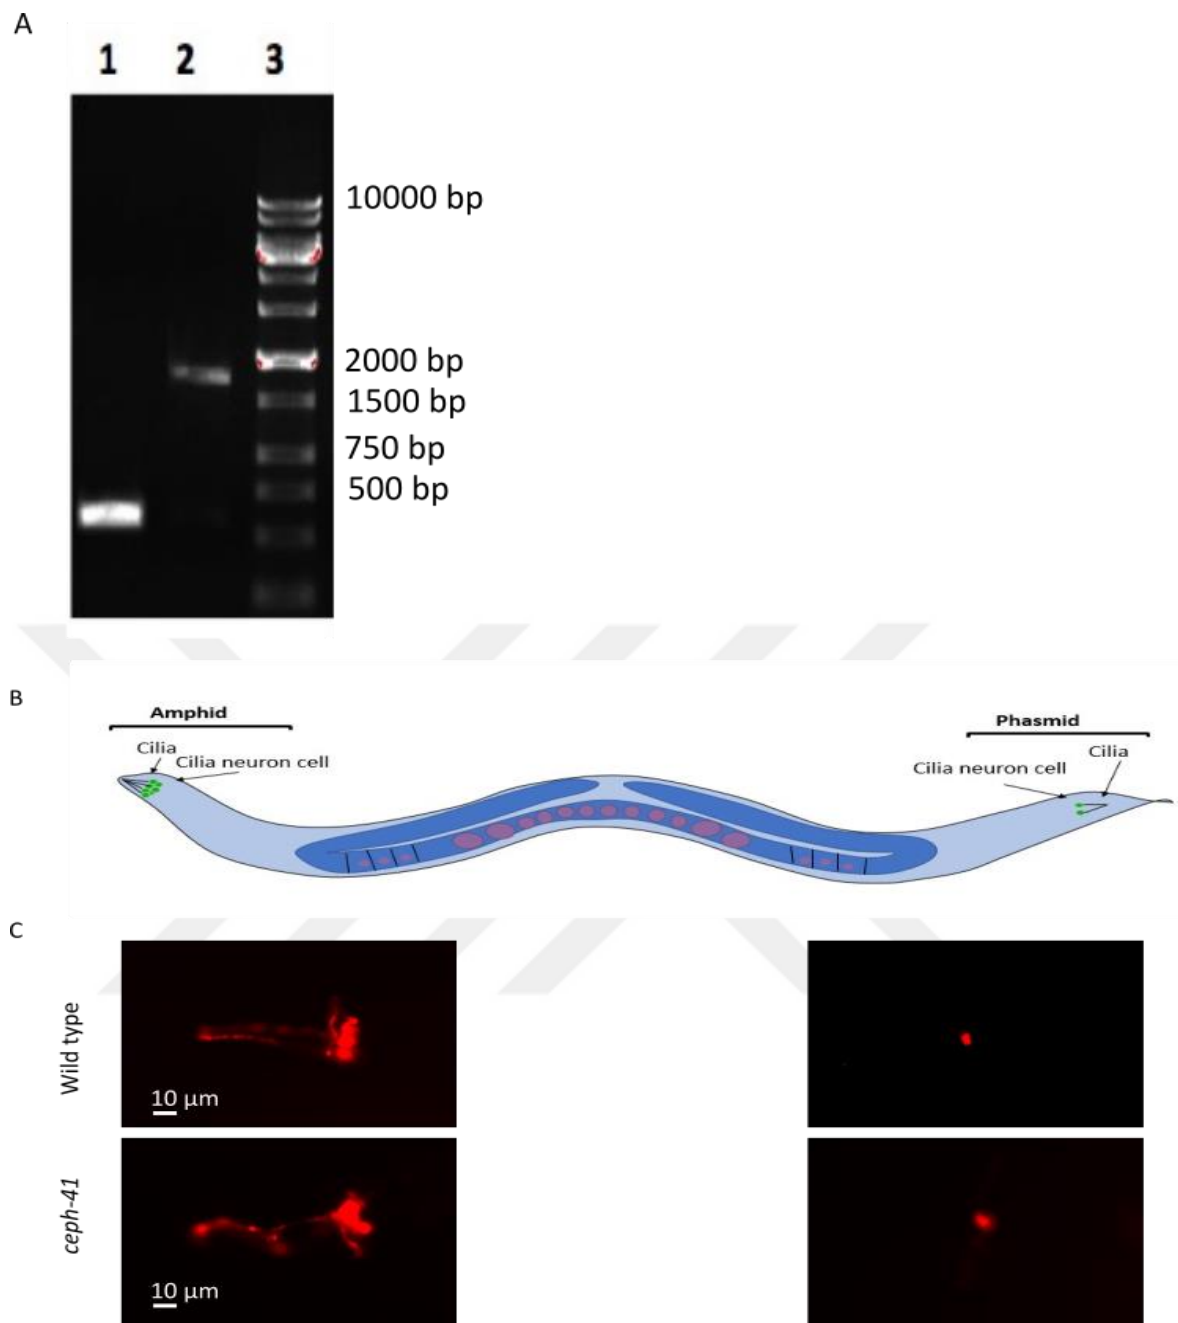 A
1 2 3
10000 bp
2000 bp
1500 bp
750 bp
500 bp
B
Amphid
Phasmid
Cilia
Cilia neuron cell
Cilia
Cilia neuron cell
C
Wild type
10 μm
ceph-41
10 μm